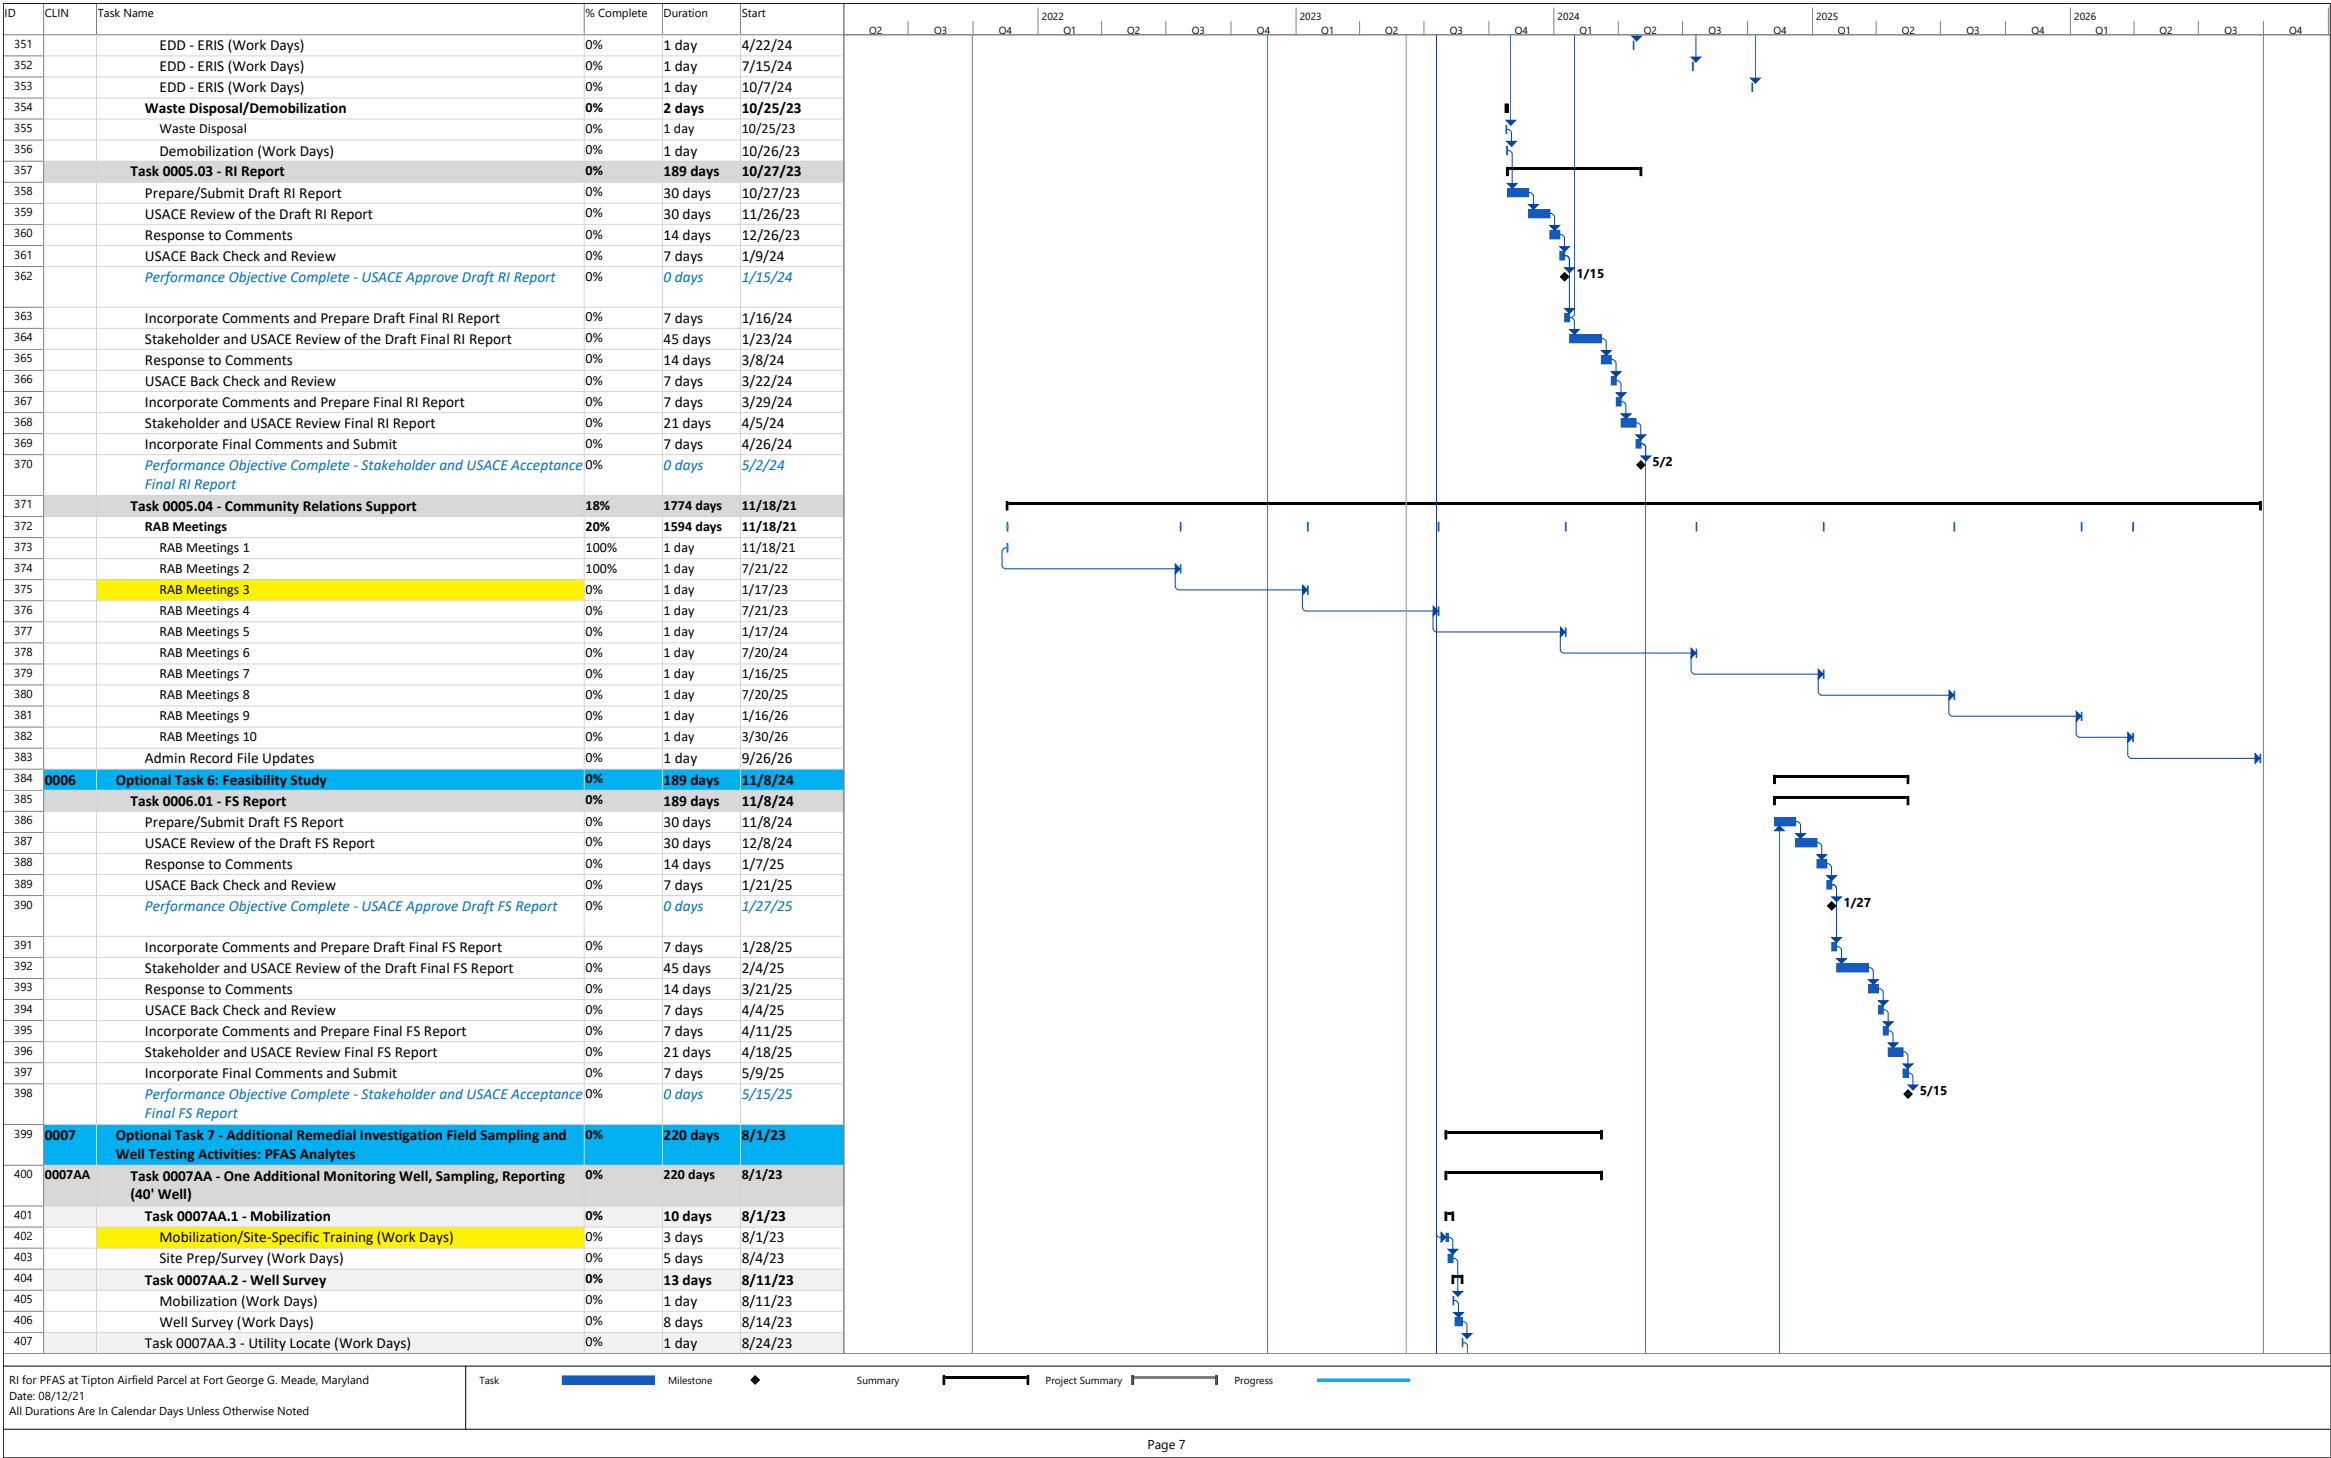 ID CLIN Task Name % Complete Duration Start
2022 2023 2024 2025 2026
Q2 Q3 Q4 Q1 Q2 Q3 Q4 Q1 Q2 Q3 Q4 Q1 Q2 Q3 Q4 Q1 Q2 Q3 Q4 Q1 Q2 Q3 Q4
351 EDD - ERIS (Work Days) 0% 1 day 4/22/24
352 EDD - ERIS (Work Days) 0% 1 day 7/15/24
353 EDD - ERIS (Work Days) 0% 1 day 10/7/24
354 Waste Disposal/Demobilization 0% 2 days 10/25/23
355 Waste Disposal 0% 1 day 10/25/23
356 Demobilization (Work Days) 0% 1 day 10/26/23
357 Task 0005.03 - RI Report 0% 189 days 10/27/23
358 Prepare/Submit Draft RI Report 0% 30 days 10/27/23
359 USACE Review of the Draft RI Report 0% 30 days 11/26/23
360 Response to Comments 0% 14 days 12/26/23
361 USACE Back Check and Review 0% 7 days 1/9/24
362 Performance Objective Complete - USACE Approve Draft RI Report 0% 0 days 1/15/24 1/15
363 Incorporate Comments and Prepare Draft Final RI Report 0% 7 days 1/16/24
364 Stakeholder and USACE Review of the Draft Final RI Report 0% 45 days 1/23/24
365 Response to Comments 0% 14 days 3/8/24
366 USACE Back Check and Review 0% 7 days 3/22/24
367 Incorporate Comments and Prepare Final RI Report 0% 7 days 3/29/24
368 Stakeholder and USACE Review Final RI Report 0% 21 days 4/5/24
369 Incorporate Final Comments and Submit 0% 7 days 4/26/24
370 Performance Objective Complete - Stakeholder and USACE Acceptance 0% 0 days 5/2/24 5/2
Final RI Report
371 Task 0005.04 - Community Relations Support 18% 1774 days 11/18/21
372 RAB Meetings 20% 1594 days 11/18/21
373 RAB Meetings 1 100% 1 day 11/18/21
374 RAB Meetings 2 100% 1 day 7/21/22
375 RAB Meetings 3 0% 1 day 1/17/23
376 RAB Meetings 4 0% 1 day 7/21/23
377 RAB Meetings 5 0% 1 day 1/17/24
378 RAB Meetings 6 0% 1 day 7/20/24
379 RAB Meetings 7 0% 1 day 1/16/25
380 RAB Meetings 8 0% 1 day 7/20/25
381 RAB Meetings 9 0% 1 day 1/16/26
382 RAB Meetings 10 0% 1 day 3/30/26
383 Admin Record File Updates 0% 1 day 9/26/26
384 0006 Optional Task 6: Feasibility Study 0% 189 days 11/8/24
385 Task 0006.01 - FS Report 0% 189 days 11/8/24
386 Prepare/Submit Draft FS Report 0% 30 days 11/8/24
387 USACE Review of the Draft FS Report 0% 30 days 12/8/24
388 Response to Comments 0% 14 days 1/7/25
389 USACE Back Check and Review 0% 7 days 1/21/25
390 Performance Objective Complete - USACE Approve Draft FS Report 0% 0 days 1/27/25 1/27
391 Incorporate Comments and Prepare Draft Final FS Report 0% 7 days 1/28/25
392 Stakeholder and USACE Review of the Draft Final FS Report 0% 45 days 2/4/25
393 Response to Comments 0% 14 days 3/21/25
394 USACE Back Check and Review 0% 7 days 4/4/25
395 Incorporate Comments and Prepare Final FS Report 0% 7 days 4/11/25
396 Stakeholder and USACE Review Final FS Report 0% 21 days 4/18/25
397 Incorporate Final Comments and Submit 0% 7 days 5/9/25
398 Performance Objective Complete - Stakeholder and USACE Acceptance 0% 0 days 5/15/25 5/15
Final FS Report
399 0007 Optional Task 7 - Additional Remedial Investigation Field Sampling and 0% 220 days 8/1/23
Well Testing Activities: PFAS Analytes
400 0007AA Task 0007AA - One Additional Monitoring Well, Sampling, Reporting 0% 220 days 8/1/23
(40' Well)
401 Task 0007AA.1 - Mobilization 0% 10 days 8/1/23
402 Mobilization/Site-Specific Training (Work Days) 0% 3 days 8/1/23
403 Site Prep/Survey (Work Days) 0% 5 days 8/4/23
404 Task 0007AA.2 - Well Survey 0% 13 days 8/11/23
405 Mobilization (Work Days) 0% 1 day 8/11/23
406 Well Survey (Work Days) 0% 8 days 8/14/23
407 Task 0007AA.3 - Utility Locate (Work Days) 0% 1 day 8/24/23
RI for PFAS at Tipton Airfield Parcel at Fort George G. Meade, Maryland
Date: 08/12/21
All Durations Are In Calendar Days Unless Otherwise Noted
Task Milestone Summary Project Summary Progress
Page 7